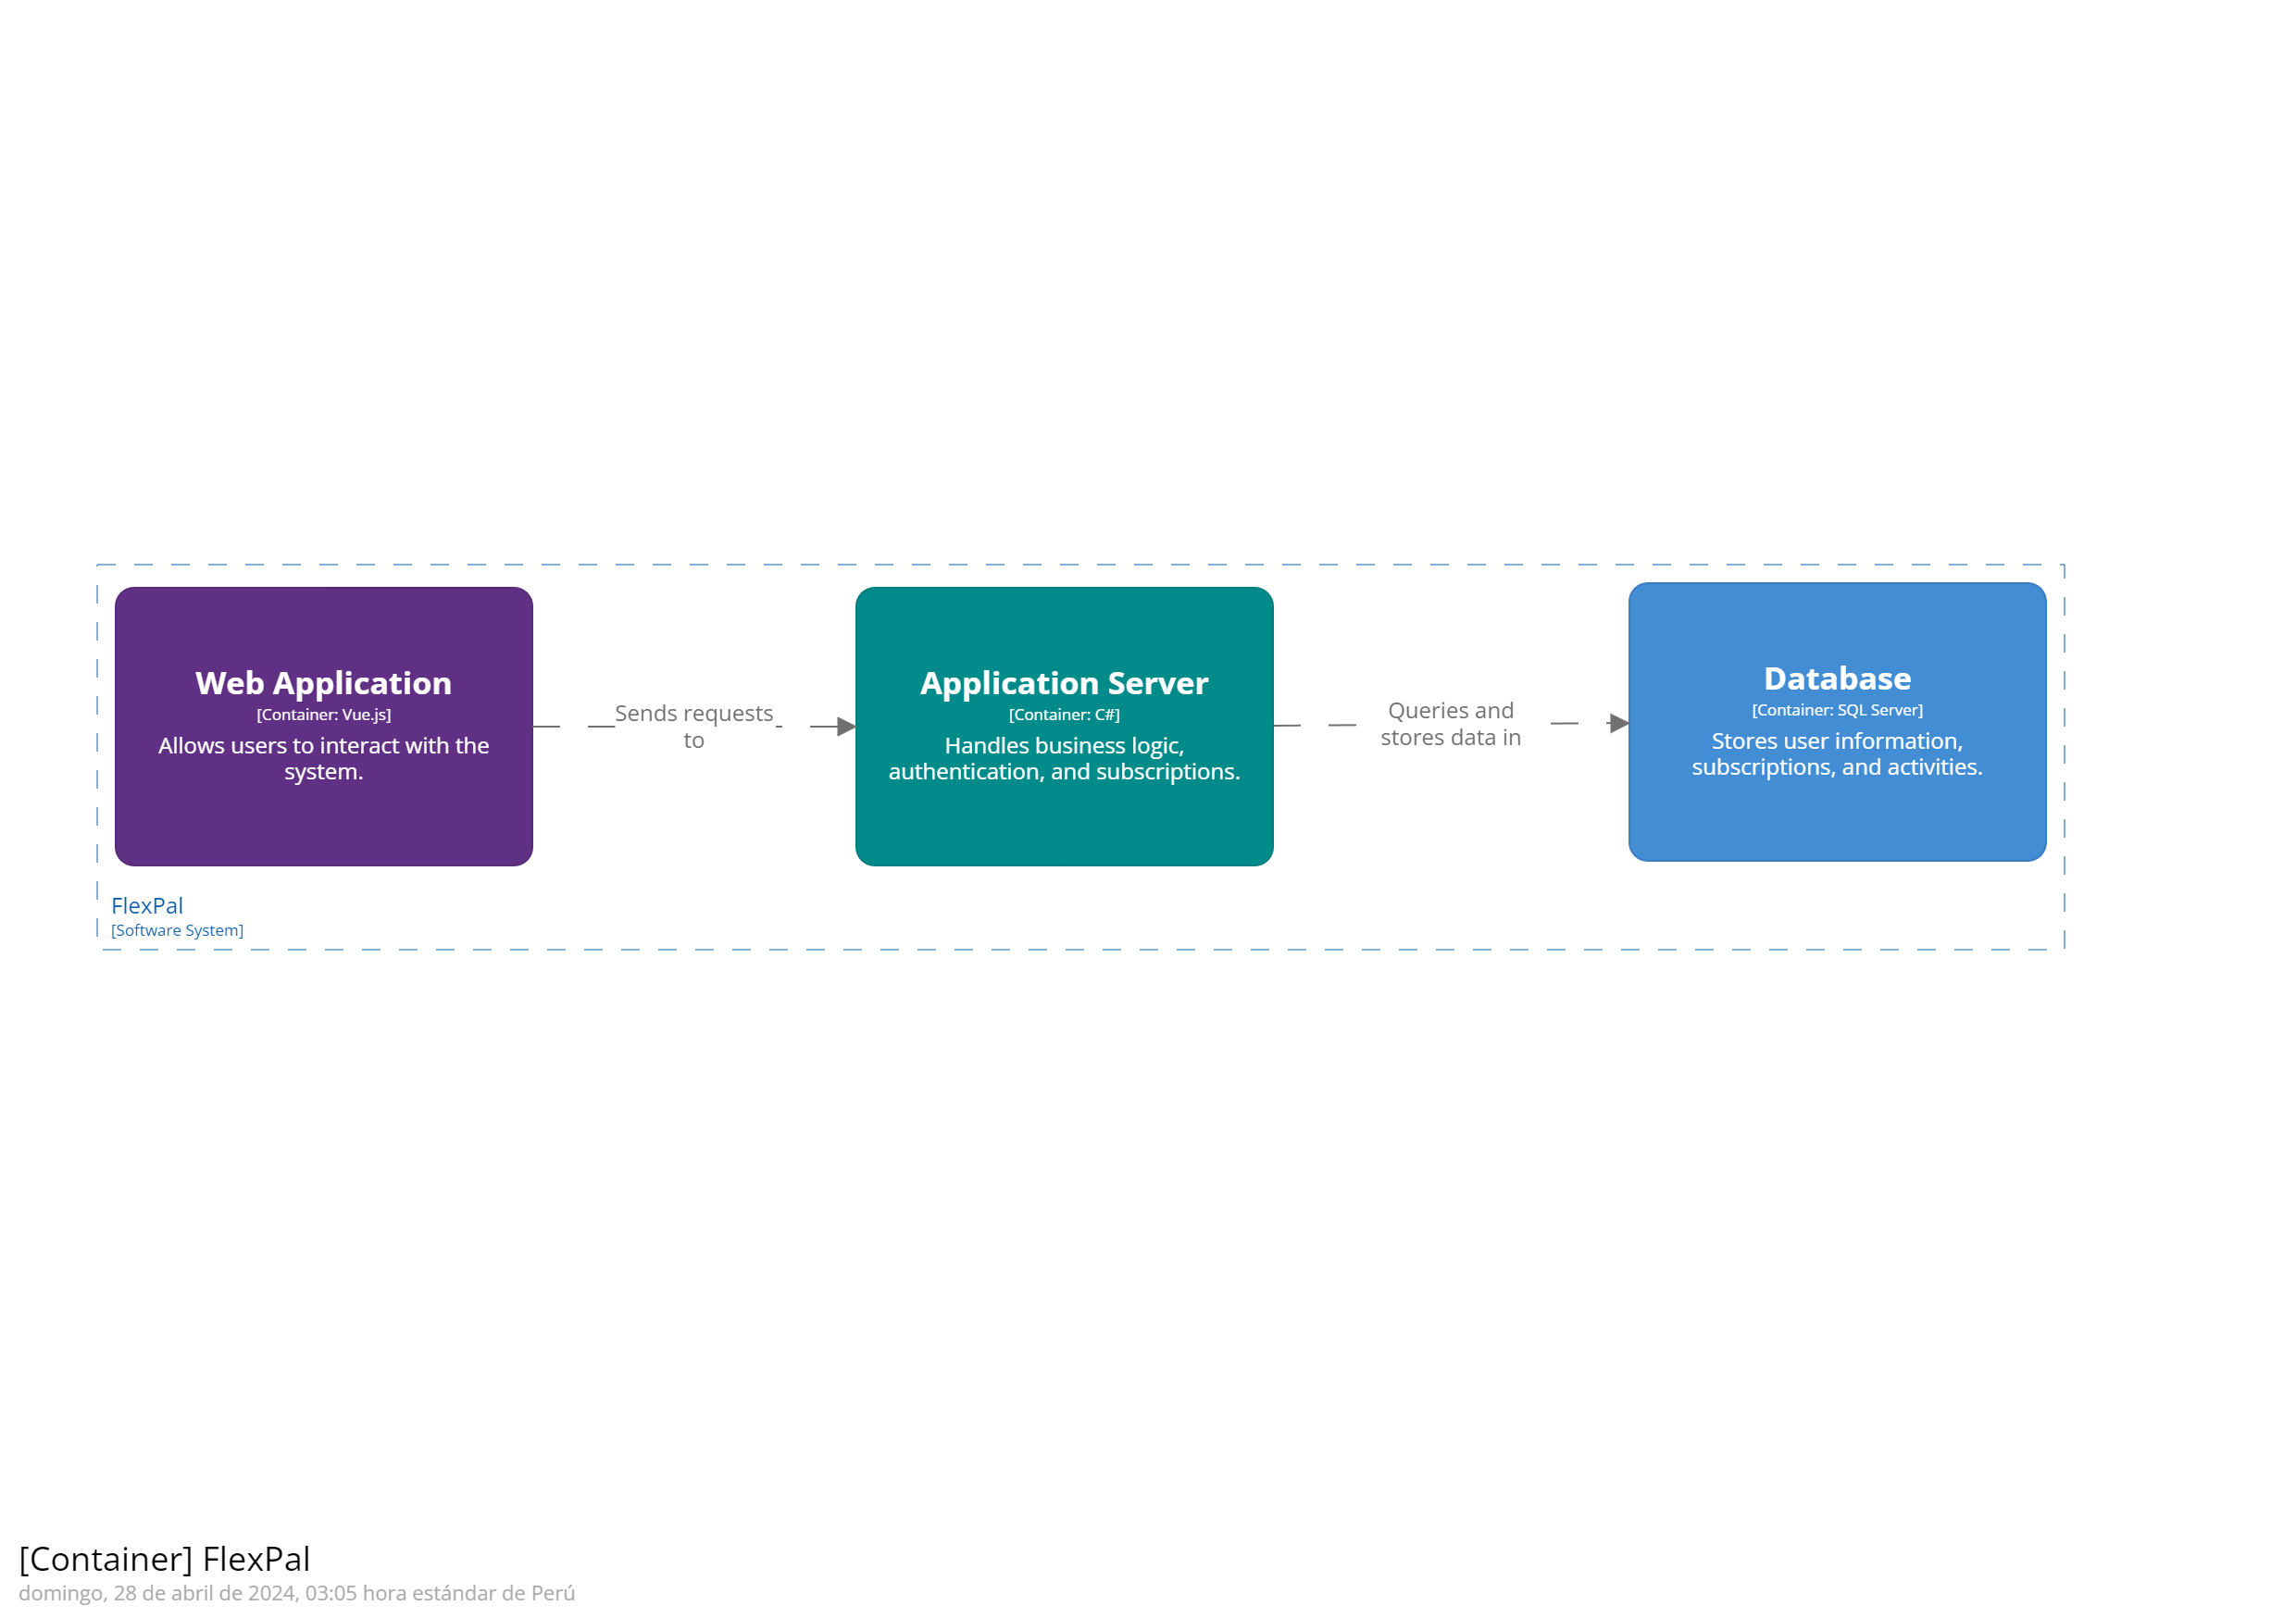 Web Application
[Container: Vue.js]
Allows users to interact with the
system.
Sends requests
to
Application Server
[Container: C#]
Handles business logic,
authentication, and subscriptions.
Queries and
stores data in
Database
[Container: SQL Server]
Stores user information,
subscriptions, and activities.
FlexPal
[Software System]
[Container] FlexPal
domingo, 28 de abril de 2024, 03:05 hora estándar de Perú